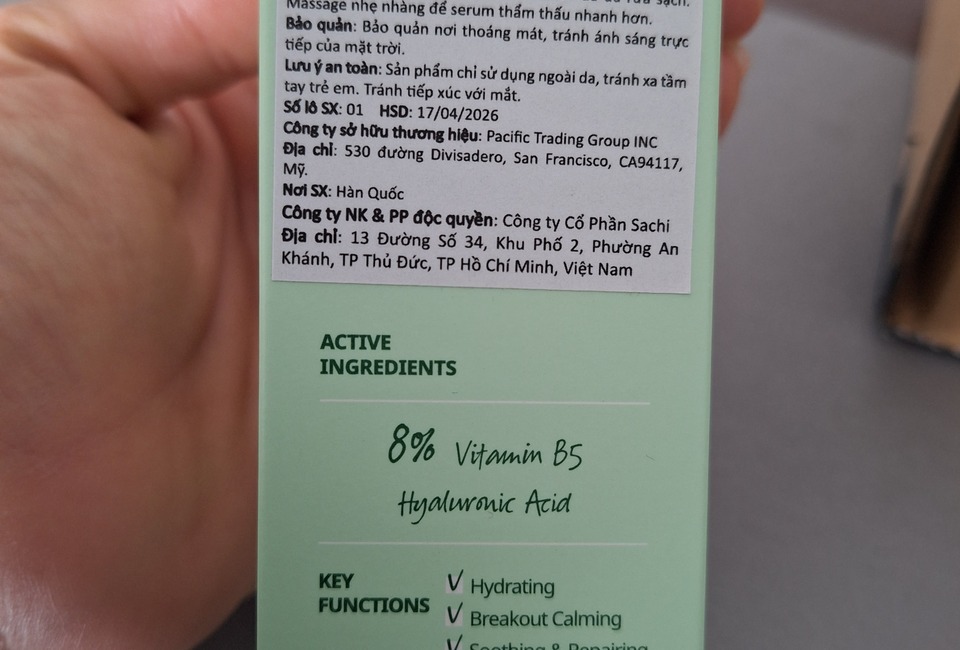 sạch.
Massage nhẹ nhàng để serum thẩm thấu nhanh hơn.
Bảo quản: Bảo quản nơi thoáng mát, tránh ánh sáng trực
tiếp của mặt trời.
Lưu ý an toàn: Sản phẩm chỉ sử dụng ngoài da, tránh xa tầm
tay trẻ em. Tránh tiếp xúc với mắt.
Số lô SX: 01 HSD: 17/04/2026
Công ty sở hữu thương hiệu: Pacific Trading Group INC
Địa chỉ: 530 đường Divisadero, San Francisco, CA94117,
Mỹ.
Nơi SX: Hàn Quốc
Công ty NK & PP độc quyền: Công ty Cổ Phần Sachi
Địa chỉ: 13 Đường Số 34, Khu Phố 2, Phường An
Khánh, TP Thủ Đức, TP Hồ Chí Minh, Việt Nam
ACTIVE
INGREDIENTS
8% Vitamin B5
Hyaluronic Acid
KEY
FUNCTIONS
Hydrating
Breakout Calming
Soothing & Repairing